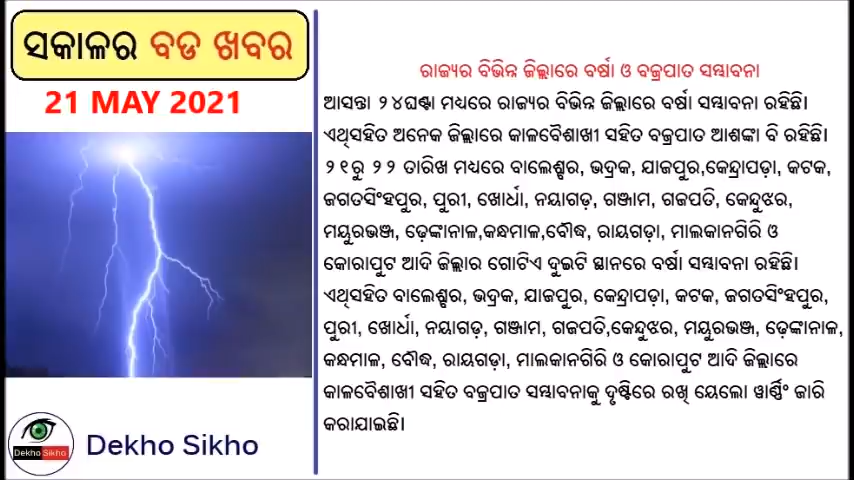 ସକାଳର ବଡ ଖବର
21 MAY 2021
ରାଜ୍ୟର ବିଭିନ୍ନ ଜିଲ୍ଲାରେ ବର୍ଷା ଓ ବଜ୍ରପାତ ସମ୍ଭାବନା
ଆସନ୍ତା ୨୪ଘଣ୍ଟା ମଧ୍ୟରେ ରାଜ୍ୟର ବିଭିନ୍ନ ଜିଲ୍ଲାରେ ବର୍ଷା ସମ୍ଭାବନା ରହିଛି।
ଏଥିସହିତ ଅନେକ ଜିଲ୍ଲାରେ କାଳବୈଶାଖୀ ସହିତ ବଜ୍ରପାତ ଆଶଙ୍କା ବି ରହିଛି।
୨୧ରୁ ୨୨ ତାରିଖ ମଧ୍ୟରେ ବାଲେଶ୍ବର, ଭଦ୍ରକ, ଯାଜପୁର,କେନ୍ଦ୍ରାପଡ଼ା, କଟକ,
ଜଗତସିଂହପୁର, ପୁରୀ, ଖୋର୍ଧା, ନୟାଗଡ଼, ଗଞ୍ଜାମ, ଗଜପତି, କେନ୍ଦୁଝର,
ମୟୂରଭଞ୍ଜ, ଢ଼େଙ୍କାନାଳ,କନ୍ଧମାଳ,ବୌଦ୍ଧ, ରାୟଗଡ଼ା, ମାଲକାନଗିରି ଓ
କୋରାପୁଟ ଆଦି ଜିଲ୍ଲାର ଗୋଟିଏ ଦୁଇଟି ସ୍ଥାନରେ ବର୍ଷା ସମ୍ଭାବନା ରହିଛି।
ଏଥିସହିତ ବାଲେଶ୍ବର, ଭଦ୍ରକ, ଯାଜପୁର, କେନ୍ଦ୍ରାପଡ଼ା, କଟକ, ଜଗତସିଂହପୁର,
ପୁରୀ, ଖୋର୍ଧା, ନୟାଗଡ଼, ଗଞ୍ଜାମ, ଗଜପତି,କେନ୍ଦୁଝର, ମୟୂରଭଞ୍ଜ, ଢ଼େଙ୍କାନାଳ,
କନ୍ଧମାଳ, ବୌଦ୍ଧ, ରାୟଗଡ଼ା, ମାଲକାନଗିରି ଓ କୋରାପୁଟ ଆଦି ଜିଲ୍ଲାରେ
କାଳବୈଶାଖୀ ସହିତ ବଜ୍ରପାତ ସମ୍ଭାବନାକୁ ଦୃଷ୍ଟିରେ ରଖି ୟେଲୋ ୱାର୍ଣ୍ଣିଂ ଜାରି
କରାଯାଇଛି।
Dekho Sikho
Dekho Sikho